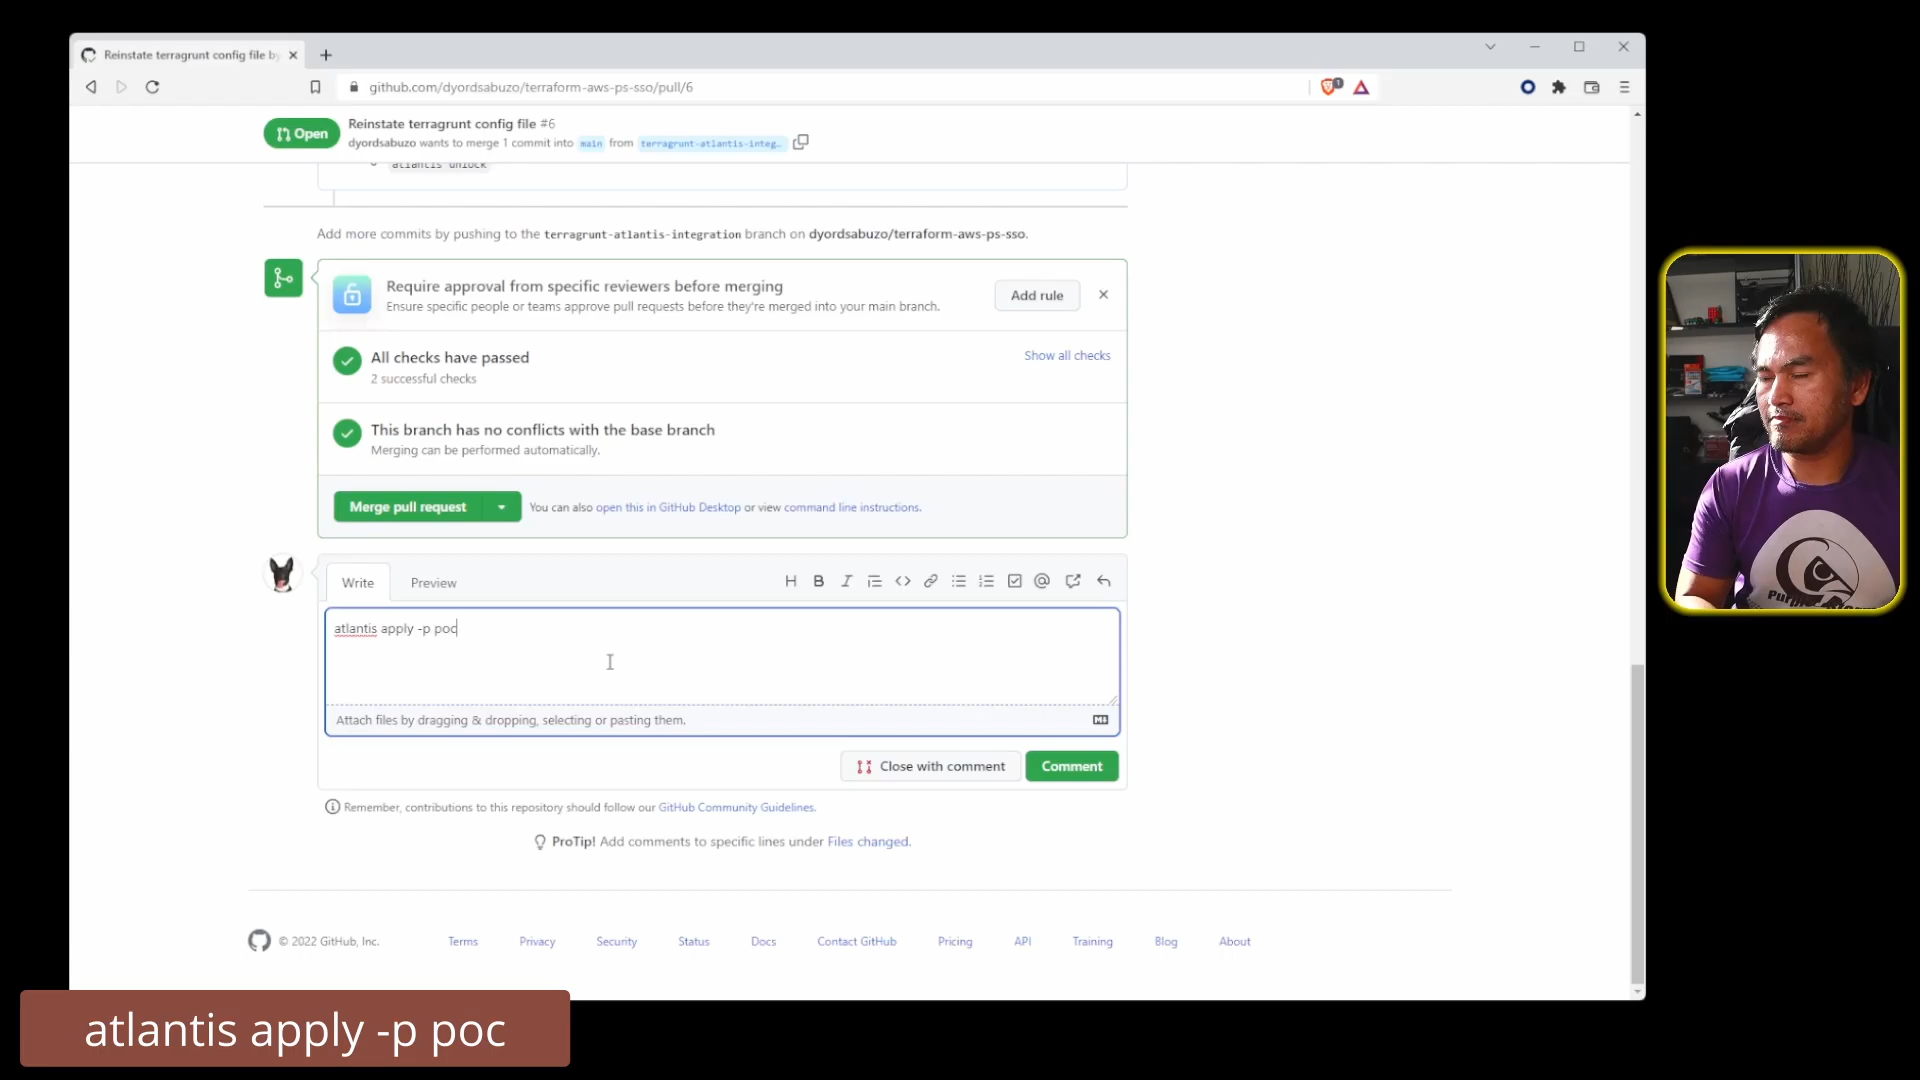 Reinstate terragrunt config file by
github.com/dyordsabuzo/terraform-aws-ps-sso/pull/6
1
Open
Reinstate terragrunt config file #6
dyordsabuzo wants to merge 1 commit into main from terragrunt-atlantis-integ…
atlantis unlock
Add more commits by pushing to the terragrunt-atlantis-integration branch on dyordsabuzo/terraform-aws-ps-sso.
Require approval from specific reviewers before merging
Ensure specific people or teams approve pull requests before they're merged into your main branch.
Add rule
All checks have passed
2 successful checks
Show all checks
This branch has no conflicts with the base branch
Merging can be performed automatically.
Merge pull request
You can also open this in GitHub Desktop or view command line instructions.
Write
Preview
H B I
atlantis apply -p poc
Attach files by dragging & dropping, selecting or pasting them.
Close with comment
Comment
Remember, contributions to this repository should follow our GitHub Community Guidelines.
ProTip! Add comments to specific lines under Files changed.
© 2022 GitHub, Inc.
Terms
Privacy
Security
Status
Docs
Contact GitHub
Pricing
API
Training
Blog
About
atlantis apply -p poc